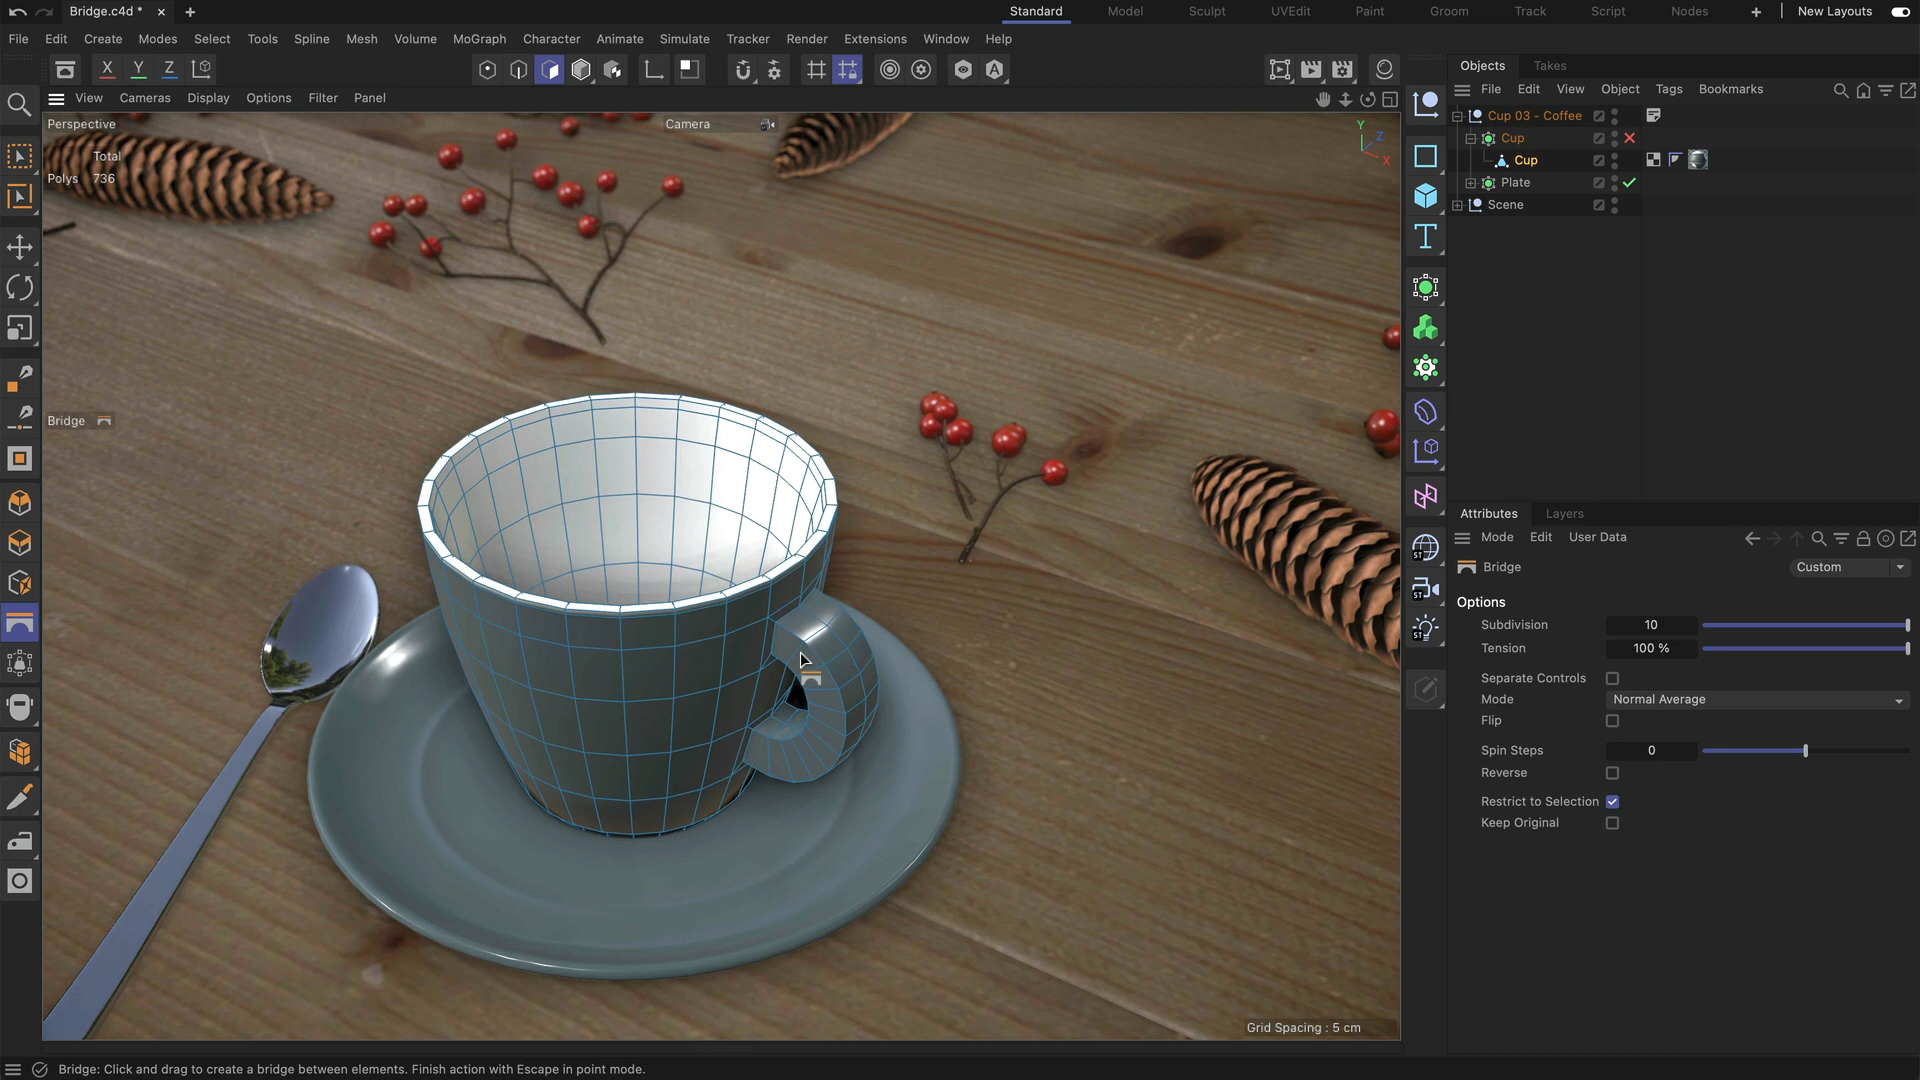 Bridge.c4d *
Standard
Model
Sculpt
UVEdit
Paint
Groom
Track
Script
Nodes
New Layouts
File Edit Create Modes Select Tools Spline Mesh Volume MoGraph Character Animate Simulate Tracker Render Extensions Window Help
X Y Z
A
View Cameras Display Options Filter Panel
Perspective
Camera
Y
Z
X
Total
Polys 736
Bridge
Grid Spacing : 5 cm
T
ST
ST
ST
Objects Takes
File Edit View Object Tags Bookmarks
Cup 03 - Coffee
Cup
Cup
Plate
Scene
Attributes Layers
Mode Edit User Data
Bridge
Custom
Options
Subdivision 10
Tension 100 %
Separate Controls
Mode Normal Average
Flip
Spin Steps 0
Reverse
Restrict to Selection
Keep Original
Bridge: Click and drag to create a bridge between elements. Finish action with Escape in point mode.